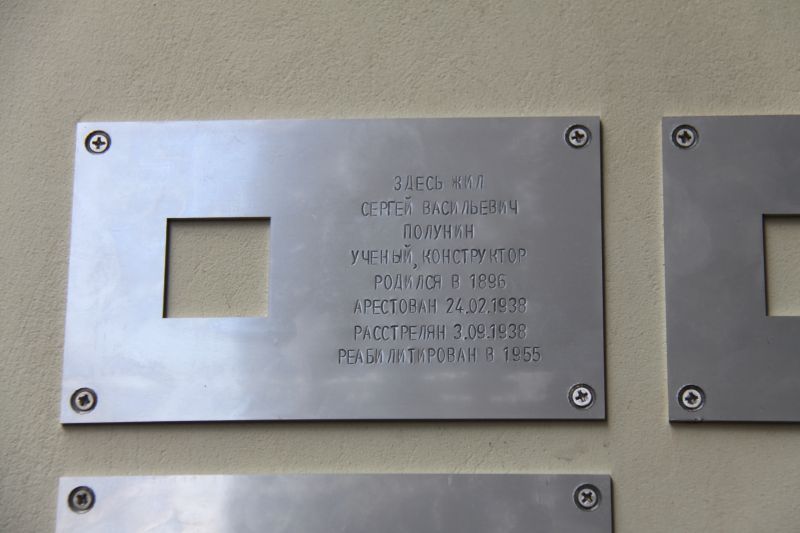 ЗДЕСЬ ЖИЛ
СЕРГЕЙ ВАСИЛЬЕВИЧ
ПОЛУНИН
УЧЕНЫЙ, КОНСТРУКТОР
РОДИЛСЯ В 1896
АРЕСТОВАН 24.02.1938
РАССТРЕЛЯН 3.09.1938
РЕАБИЛИТИРОВАН В 1955